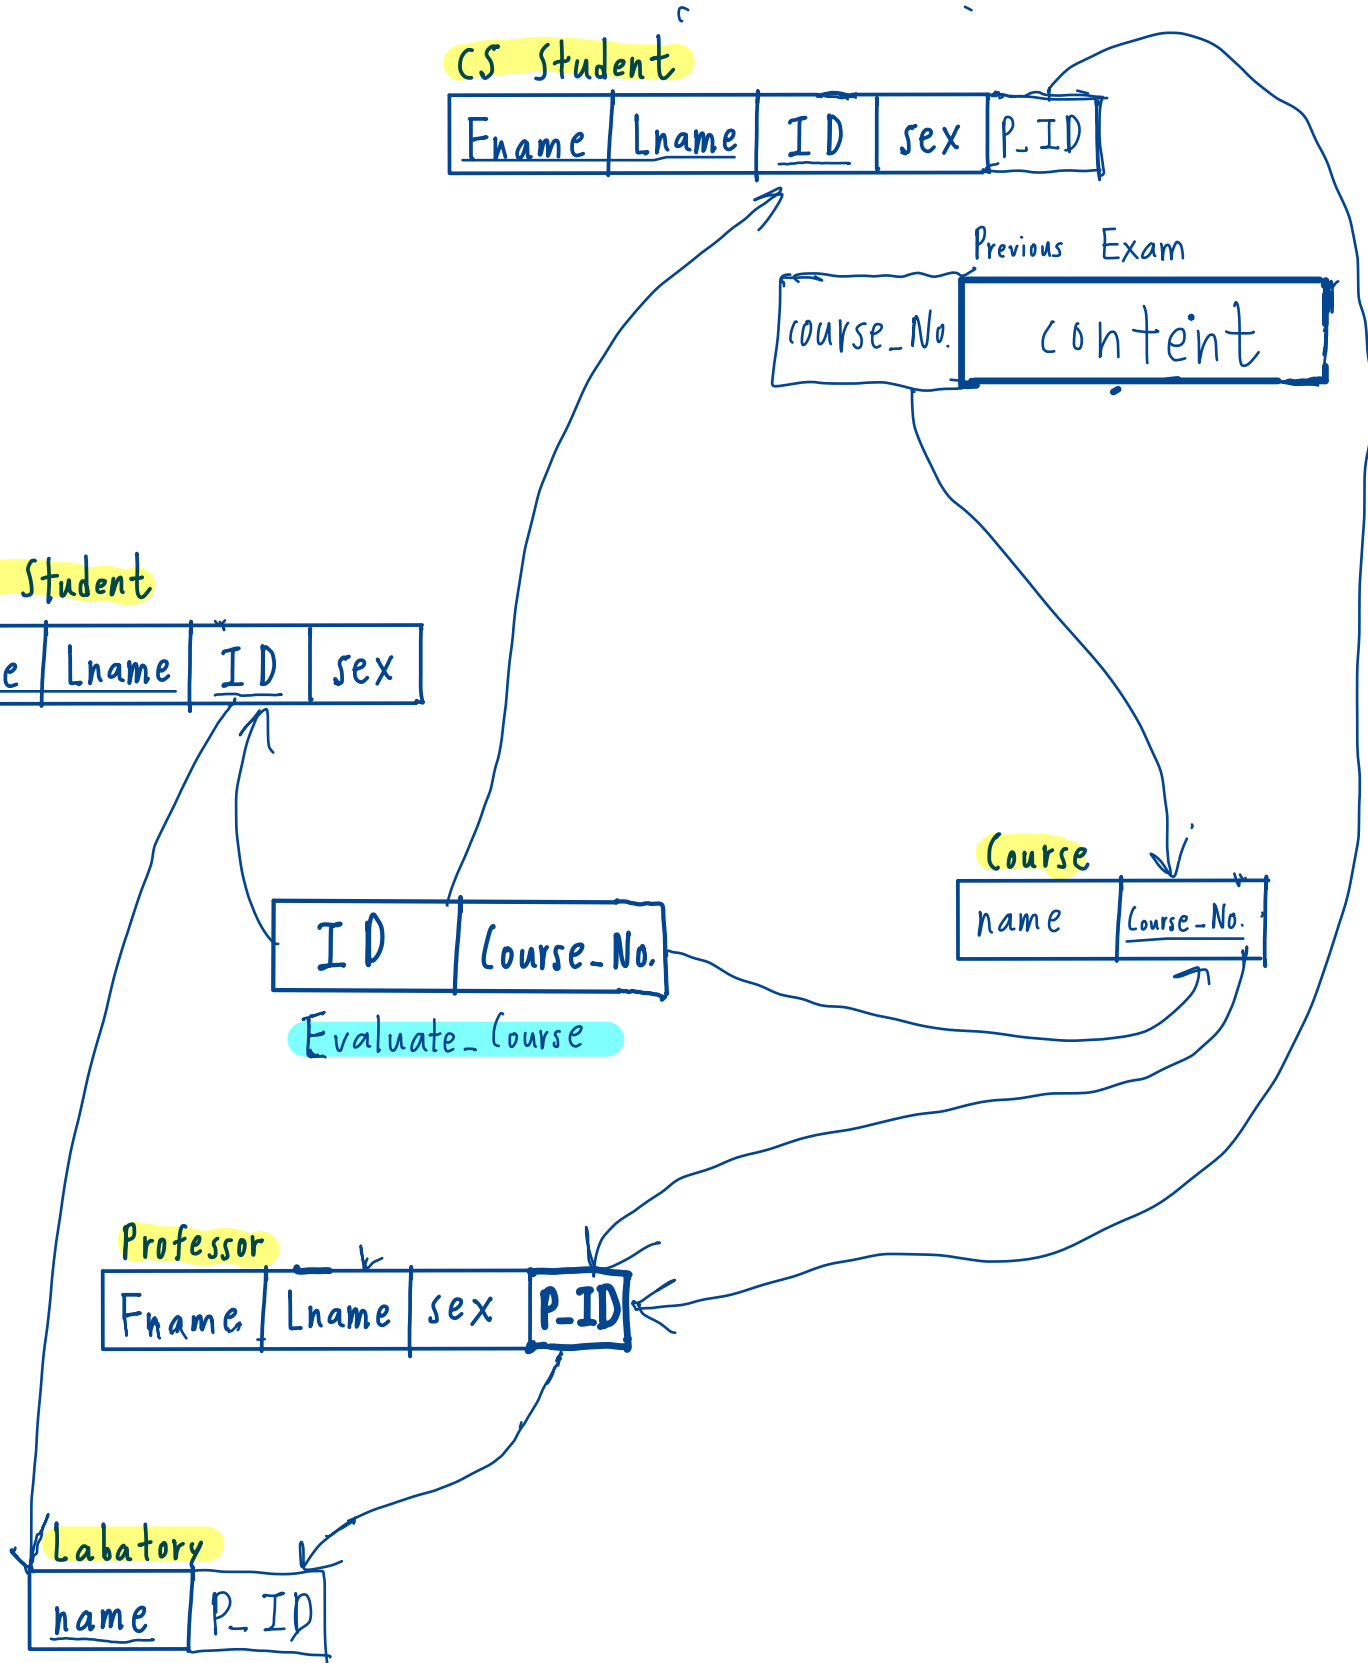 CS Student
Fname Lname ID sex P_ID
Previous Exam
course_No. content
Student
e Lname ID sex
Course
name Course_No.
ID Course_No.
Evaluate_Course
Professor
Fname Lname sex P_ID
Labatory
name P_ID